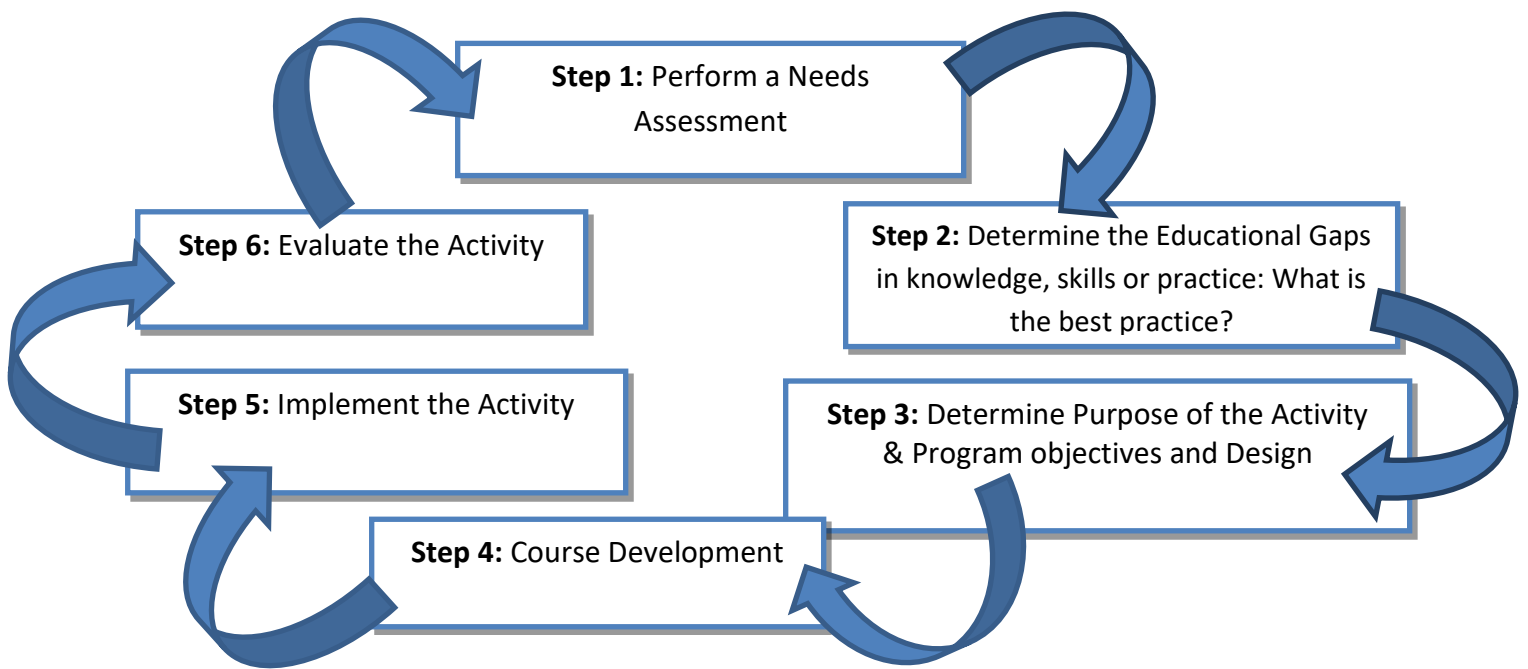 Step 1: Perform a Needs
Assessment
Step 2: Determine the Educational Gaps
in knowledge, skills or practice: What is
the best practice?
Step 3: Determine Purpose of the Activity
& Program objectives and Design
Step 4: Course Development
Step 5: Implement the Activity
Step 6: Evaluate the Activity